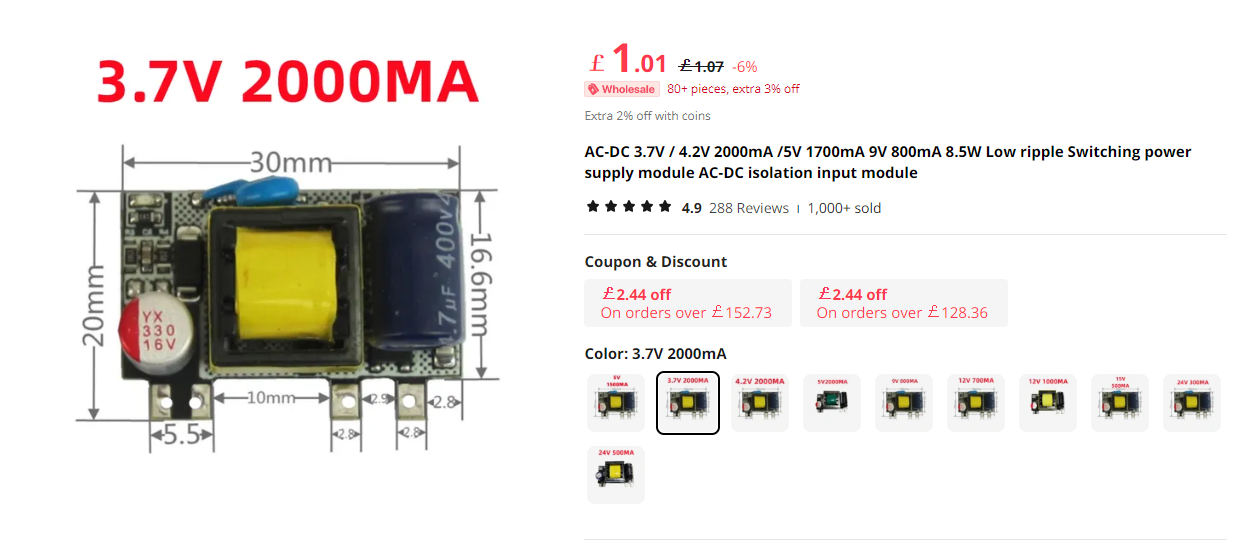 3.7V 2000MA
30mm
20mm
16.6mm
YX
330
16V
.7µF 400v
10mm
2.9
2.8
5.5
2.8
2.8
£1.01 £1.07 -6%
Wholesale 80+ pieces, extra 3% off
Extra 2% off with coins
AC-DC 3.7V / 4.2V 2000mA /5V 1700mA 9V 800mA 8.5W Low ripple Switching power
supply module AC-DC isolation input module
4.9 288 Reviews 1,000+ sold
Coupon & Discount
£2.44 off
On orders over £152.73
£2.44 off
On orders over £128.36
Color: 3.7V 2000mA
5V
1500MA
3.7V 2000MA
4.2V 2000MA
5V2000MA
9V 800MA
12V 700MA
12V 1000MA
15V
500MA
24V 300MA
24V 500MA